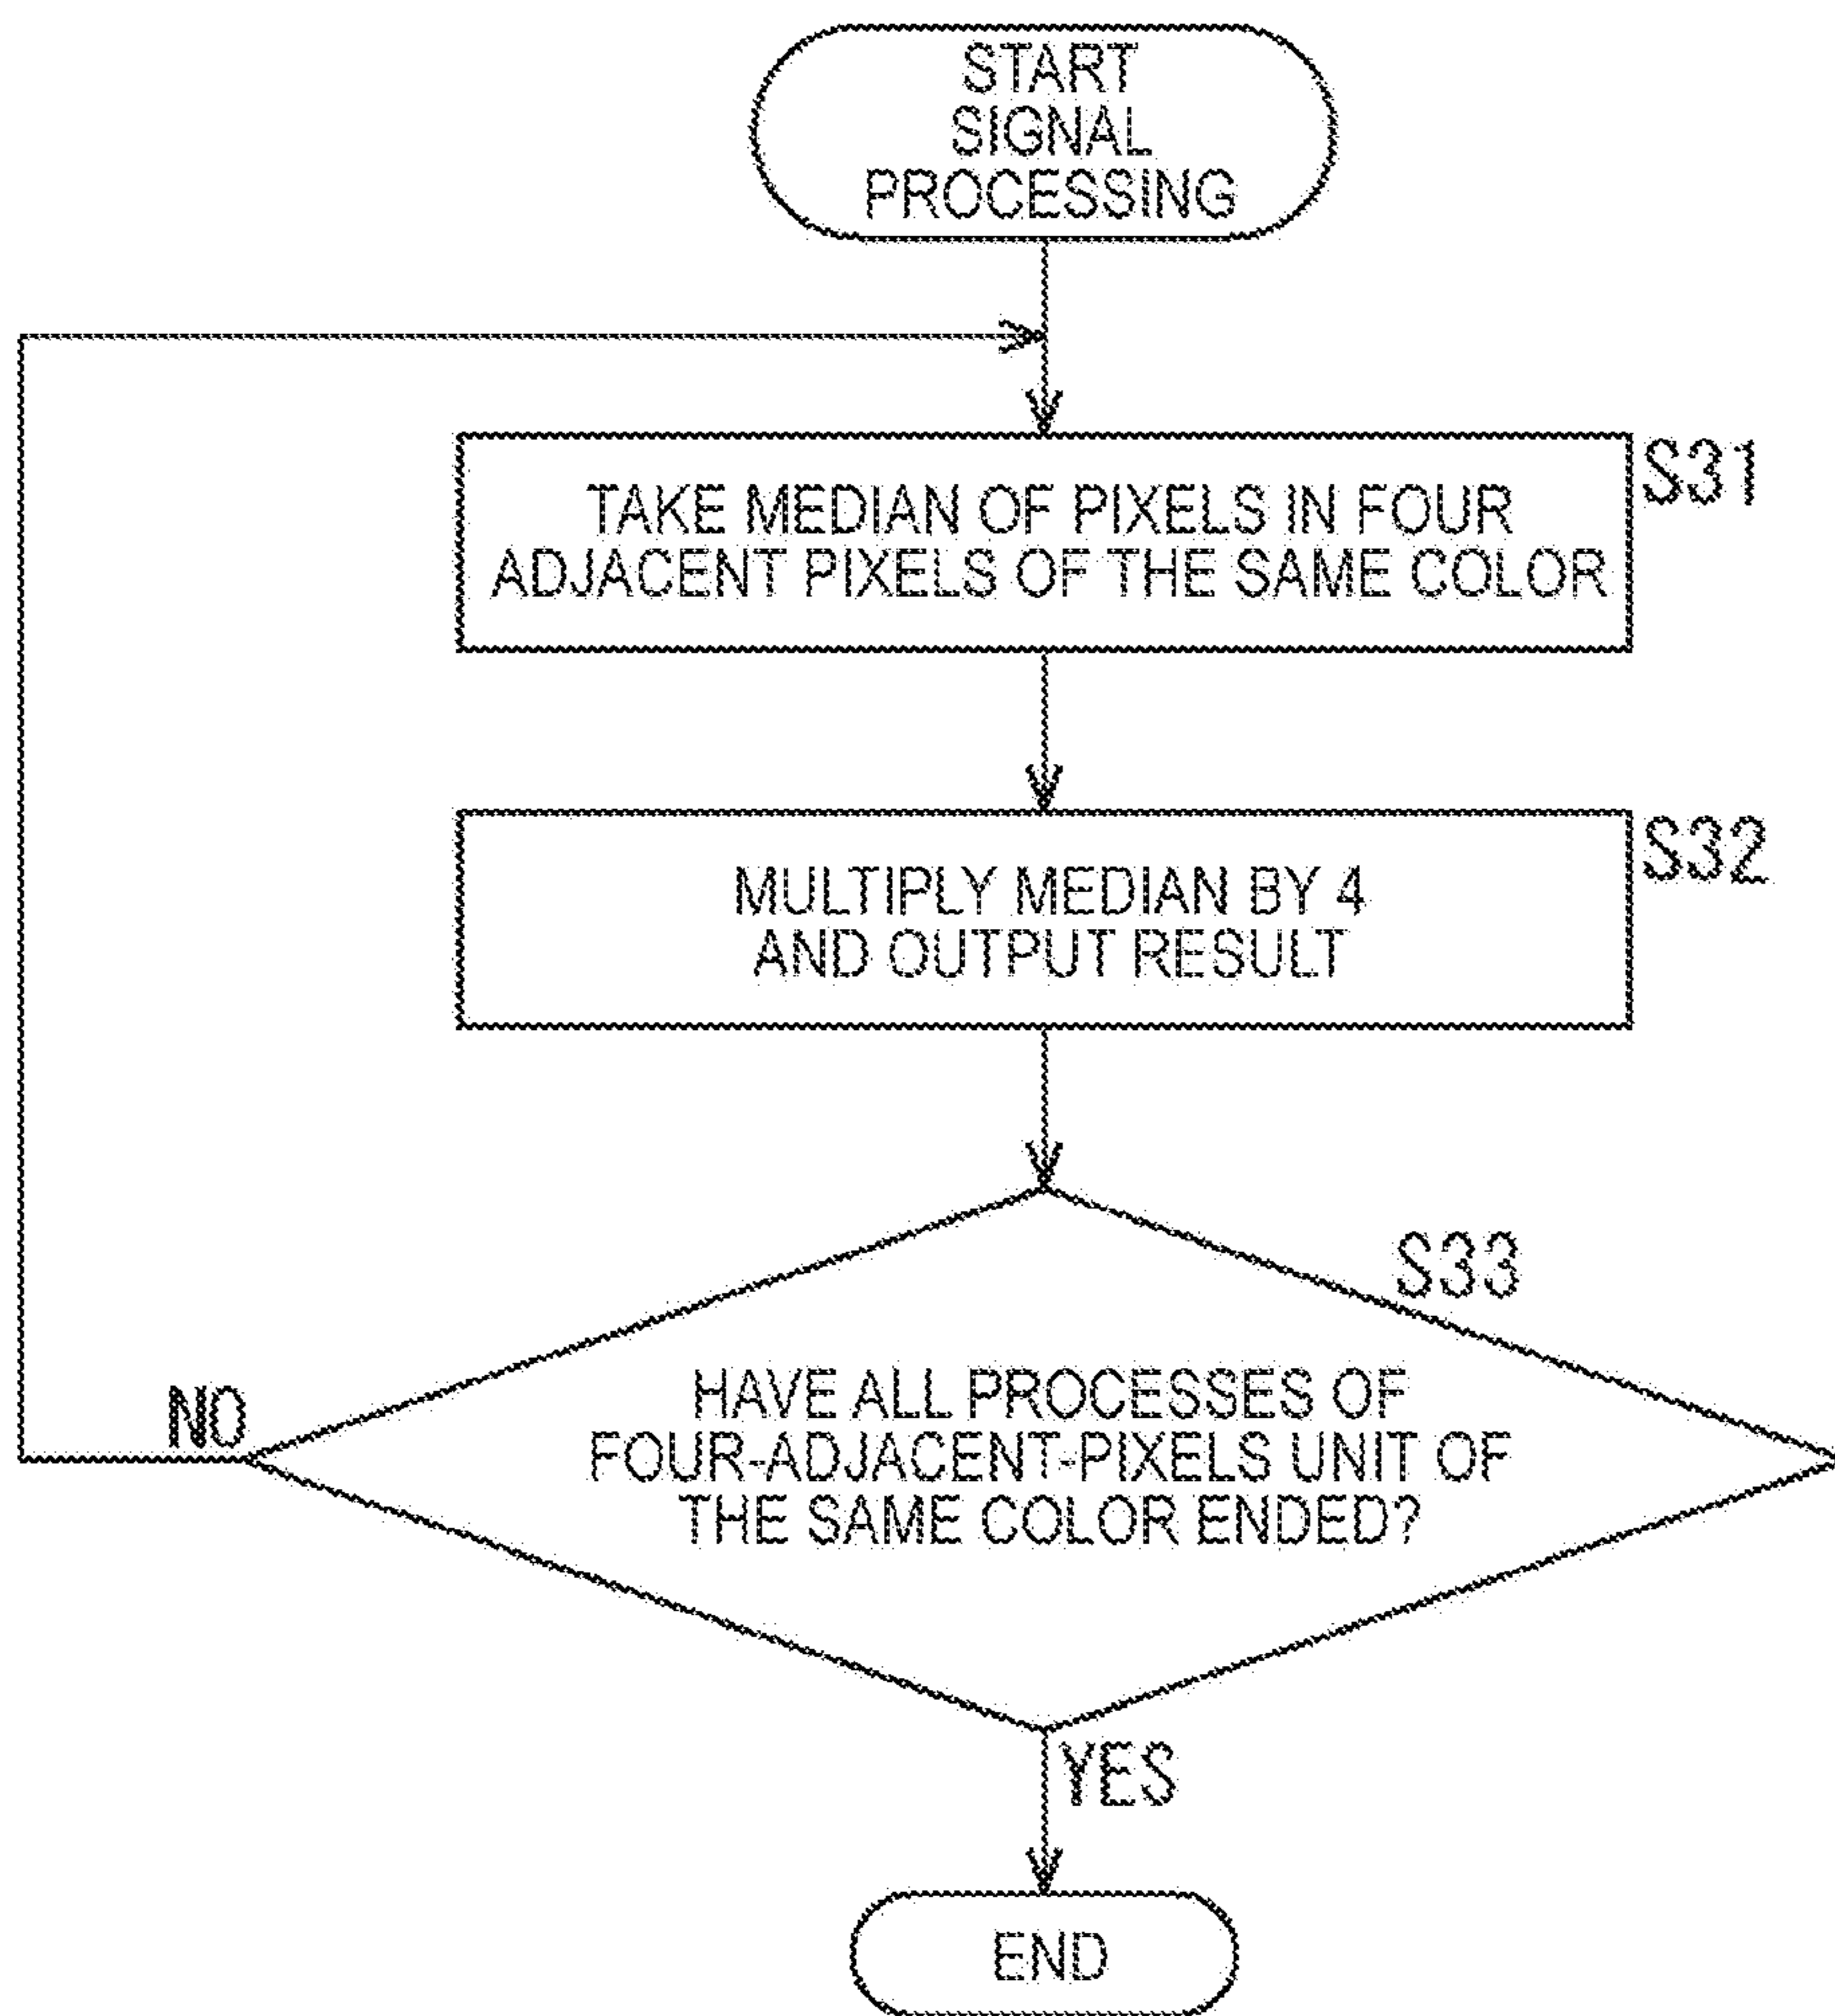 START
SIGNAL
PROCESSING
S31
TAKE MEDIAN OF PIXELS IN FOUR
ADJACENT PIXELS OF THE SAME COLOR
S32
MULTIPLY MEDIAN BY 4
AND OUTPUT RESULT
S33
HAVE ALL PROCESSES OF
FOUR-ADJACENT-PIXELS UNIT OF
THE SAME COLOR ENDED?
NO
YES
END